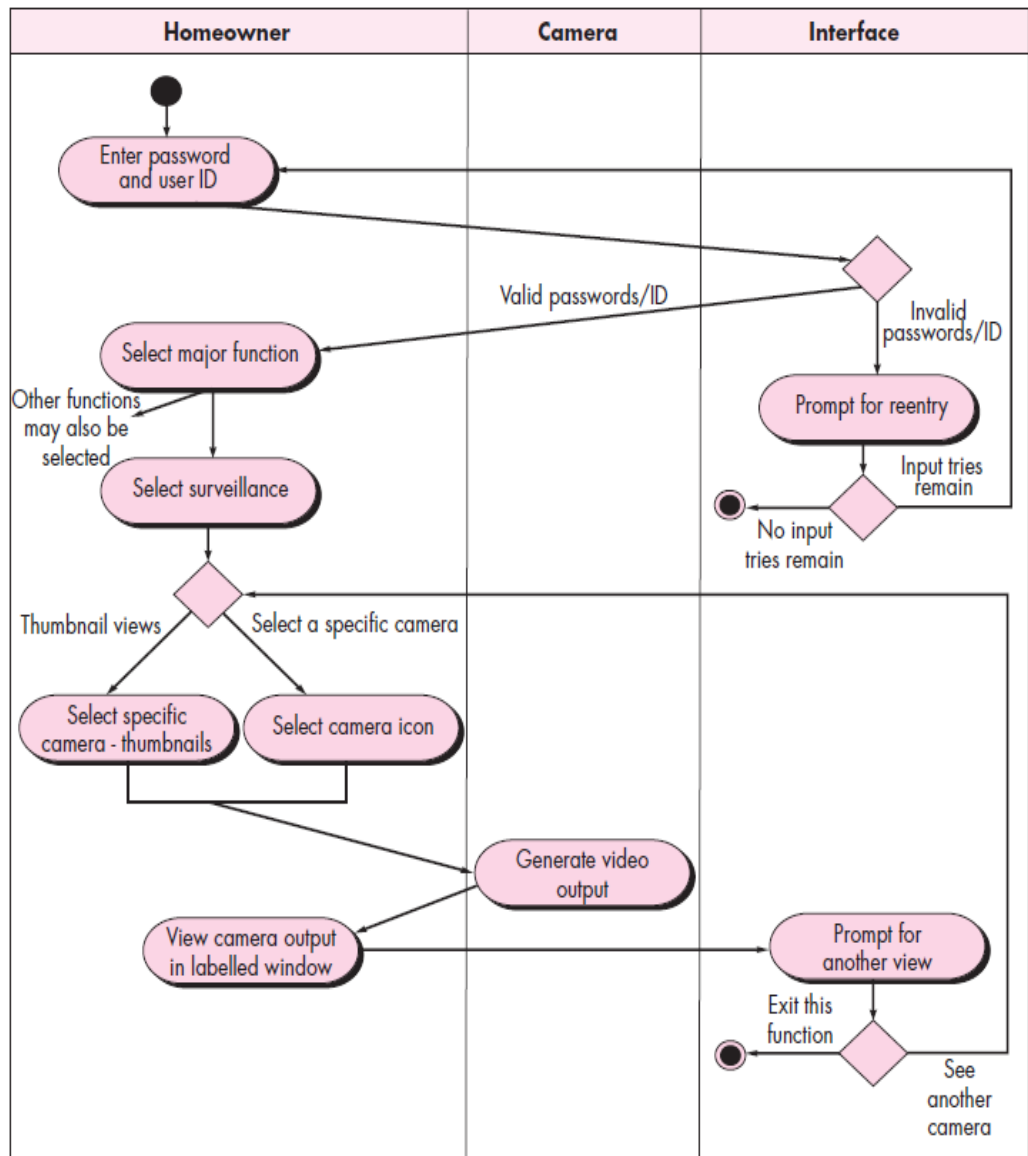 Homeowner
Camera
Interface
Enter password
and user ID
Valid passwords/ID
Invalid
passwords/ID
Select major function
Prompt for reentry
Other functions
may also be
selected
Select surveillance
Input tries
remain
No input
tries remain
Thumbnail views
Select a specific camera
Select specific
camera - thumbnails
Select camera icon
Generate video
output
View camera output
in labelled window
Prompt for
another view
Exit this
function
See
another
camera